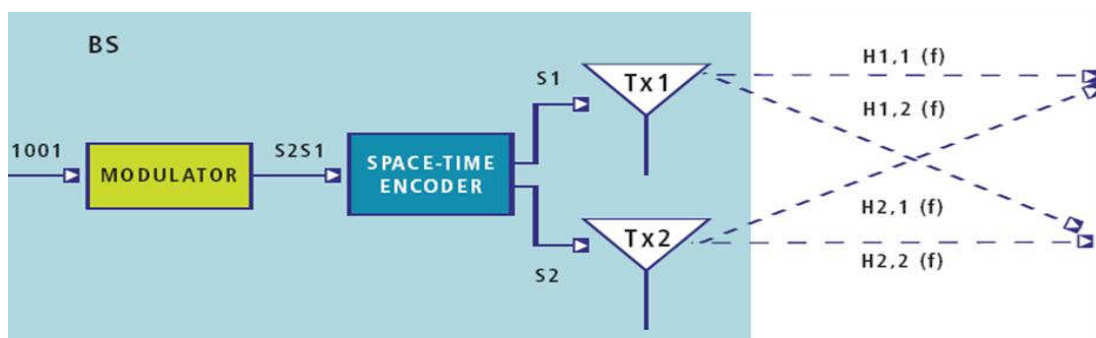 BS
H1,1 (f)
S1
Tx1
H1,2 (f)
1001
MODULATOR
S2S1
SPACE-TIME
ENCODER
Tx2
S2
H2,1 (f)
H2,2 (f)